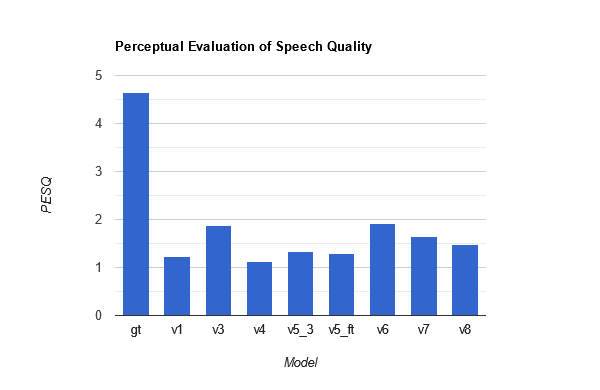 Perceptual Evaluation of Speech Quality
5
4
3
2
1
0
PESQ
gt v1 v3 v4 v5_3 v5_ft v6 v7 v8
Model